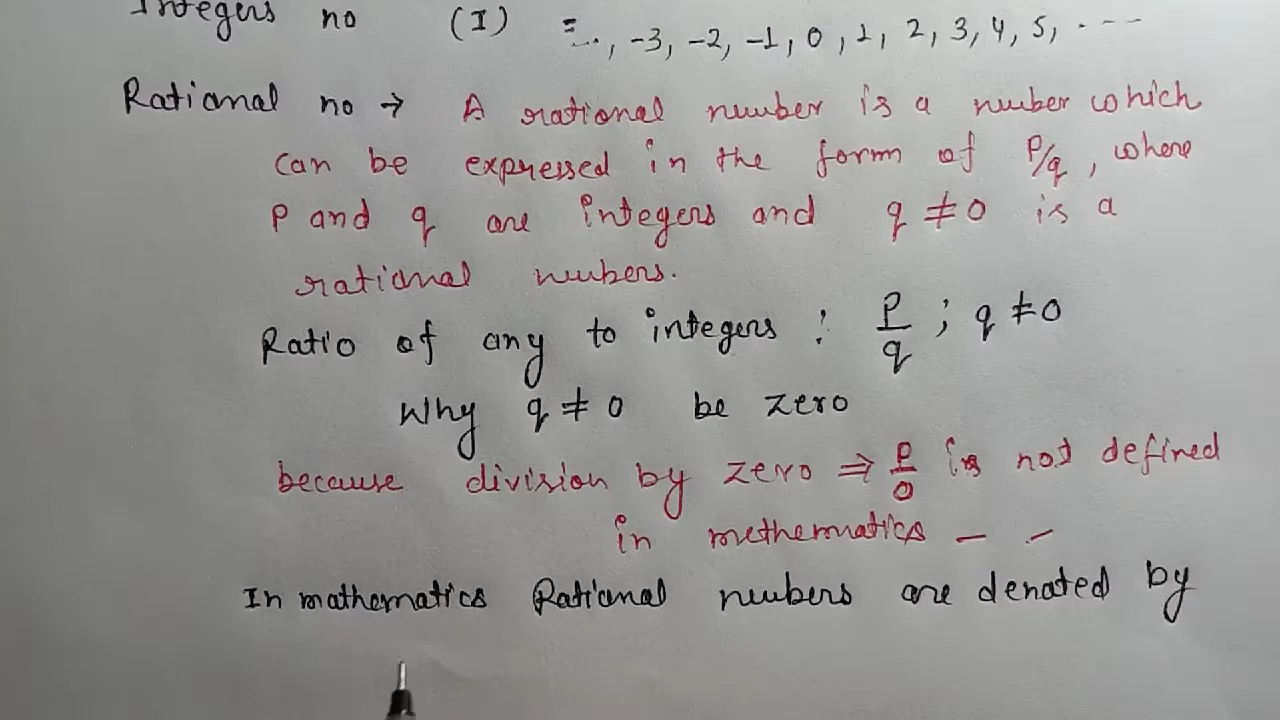 Integers no (I) = ..., -3, -2, -1, 0, 1, 2, 3, 4, 5, ...
Rational no → A rational number is a number which
can be expressed in the form of P/q, where
P and q are integers and q ≠ 0 is a
rational numbers.
Ratio of any to integers : P/q ; q ≠ 0
Why q ≠ 0 be zero
because division by zero ⇒ P/0 is not defined
in methematics — –
In mathematics Rational numbers are denated by